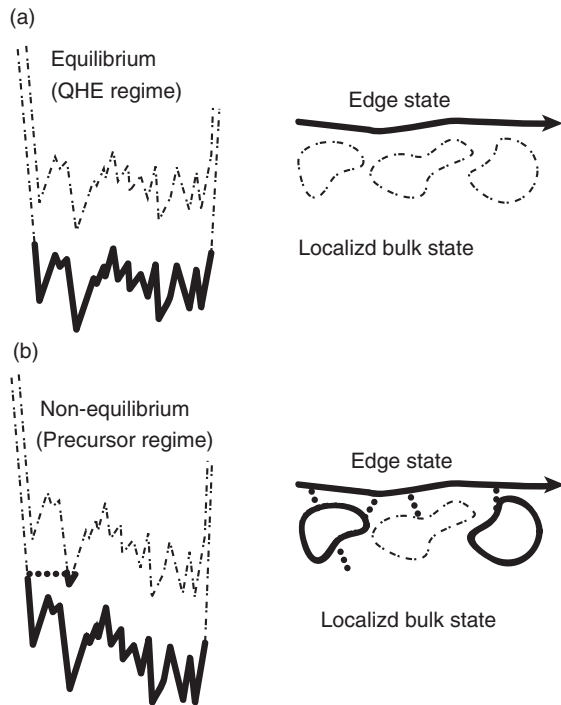 (a)
Equilibrium
(QHE regime)
Edge state
Localizd bulk state
(b)
Non-equilibrium
(Precursor regime)
Edge state
Localizd bulk state